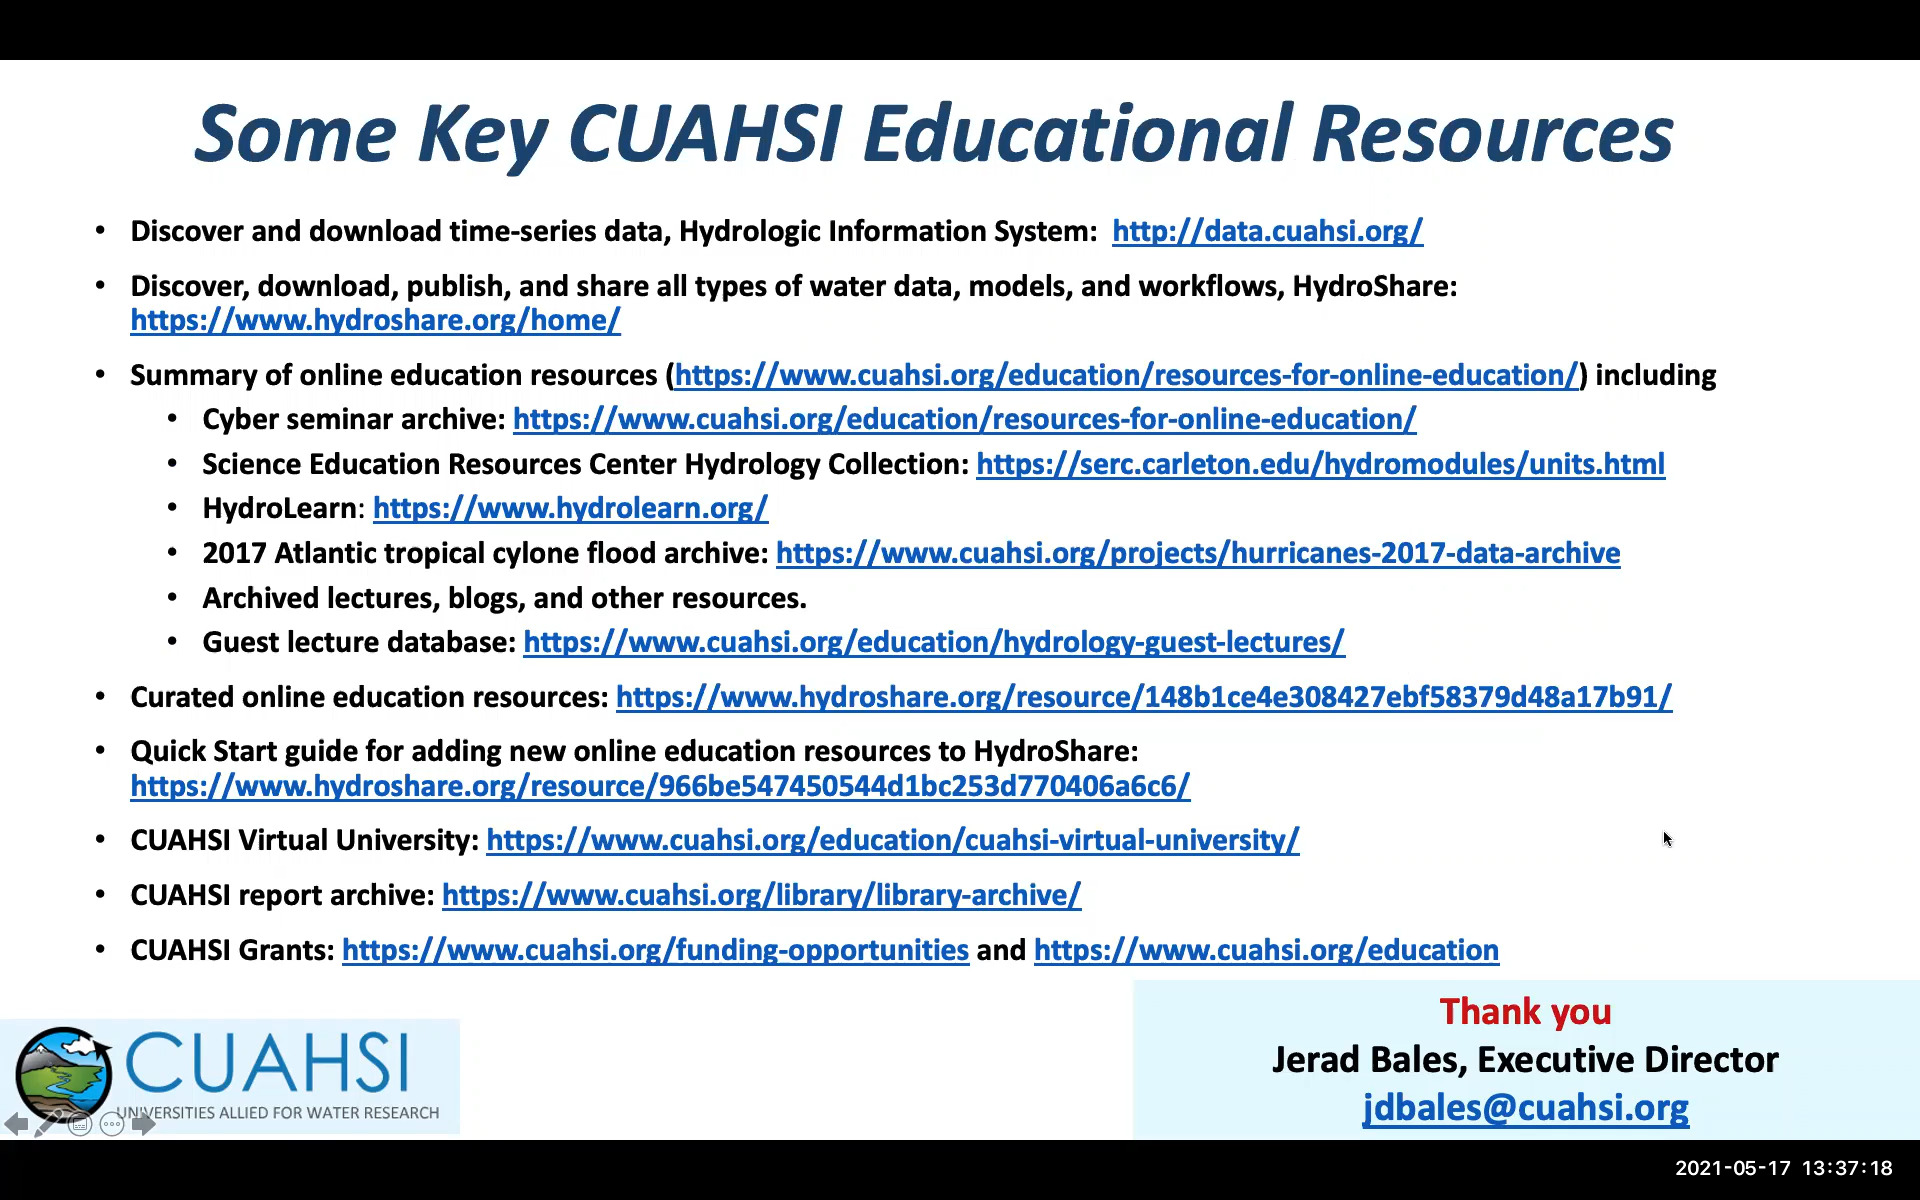 Some Key CUAHSI Educational Resources
• Discover and download time-series data, Hydrologic Information System: http://data.cuahsi.org/
• Discover, download, publish, and share all types of water data, models, and workflows, HydroShare:
https://www.hydroshare.org/home/
• Summary of online education resources (https://www.cuahsi.org/education/resources-for-online-education/) including
• Cyber seminar archive: https://www.cuahsi.org/education/resources-for-online-education/
• Science Education Resources Center Hydrology Collection: https://serc.carleton.edu/hydromodules/units.html
• HydroLearn: https://www.hydrolearn.org/
• 2017 Atlantic tropical cylone flood archive: https://www.cuahsi.org/projects/hurricanes-2017-data-archive
• Archived lectures, blogs, and other resources.
• Guest lecture database: https://www.cuahsi.org/education/hydrology-guest-lectures/
• Curated online education resources: https://www.hydroshare.org/resource/148b1ce4e308427ebf58379d48a17b91/
• Quick Start guide for adding new online education resources to HydroShare:
https://www.hydroshare.org/resource/966be547450544d1bc253d770406a6c6/
• CUAHSI Virtual University: https://www.cuahsi.org/education/cuahsi-virtual-university/
• CUAHSI report archive: https://www.cuahsi.org/library/library-archive/
• CUAHSI Grants: https://www.cuahsi.org/funding-opportunities and https://www.cuahsi.org/education
CUAHSI
UNIVERSITIES ALLIED FOR WATER RESEARCH
Thank you
Jerad Bales, Executive Director
jdbales@cuahsi.org
2021-05-17 13:37:18